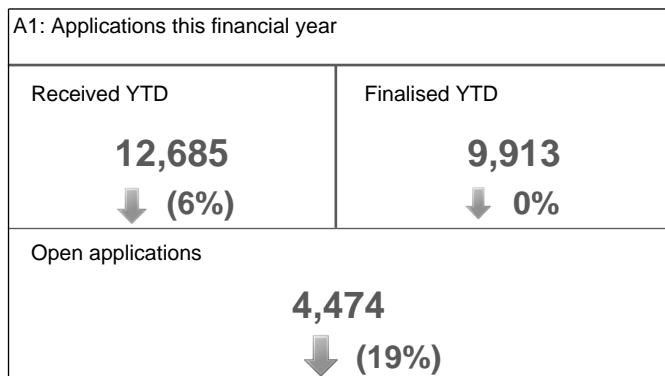 A1: Applications this financial year
Received YTD
Finalised YTD
12,685
9,913
(6%)
0%
Open applications
4,474
(19%)